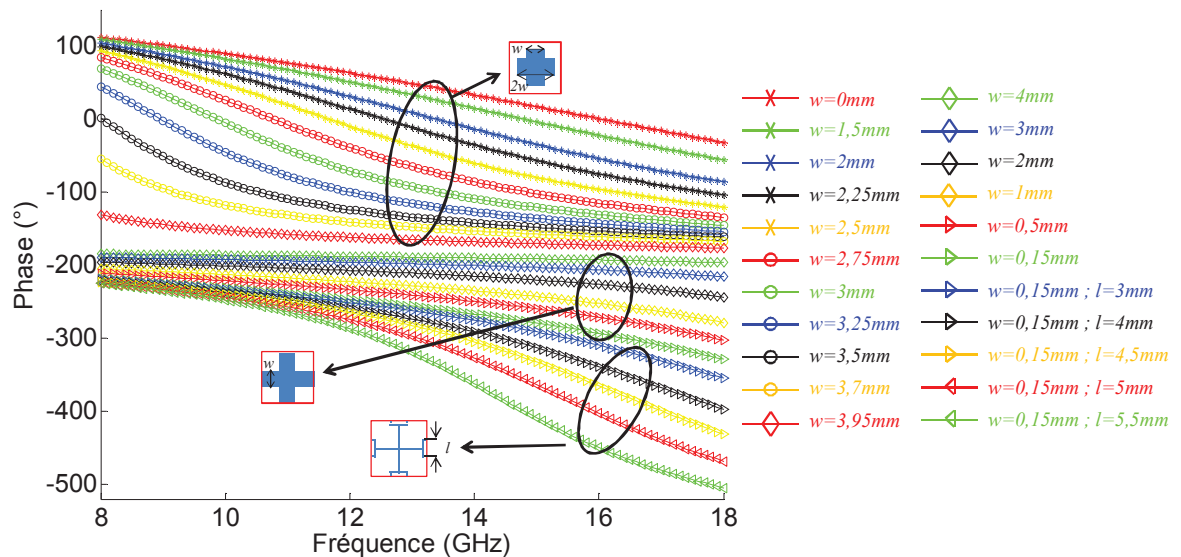 100
0
-100
-200
-300
-400
-500
Phase (°)
8
10
12
14
16
18
Fréquence (GHz)
w
2w
w
l
w=0mm
w=1,5mm
w=2mm
w=2,25mm
w=2,5mm
w=2,75mm
w=3mm
w=3,25mm
w=3,5mm
w=3,7mm
w=3,95mm
w=4mm
w=3mm
w=2mm
w=1mm
w=0,5mm
w=0,15mm
w=0,15mm ; l=3mm
w=0,15mm ; l=4mm
w=0,15mm ; l=4,5mm
w=0,15mm ; l=5mm
w=0,15mm ; l=5,5mm